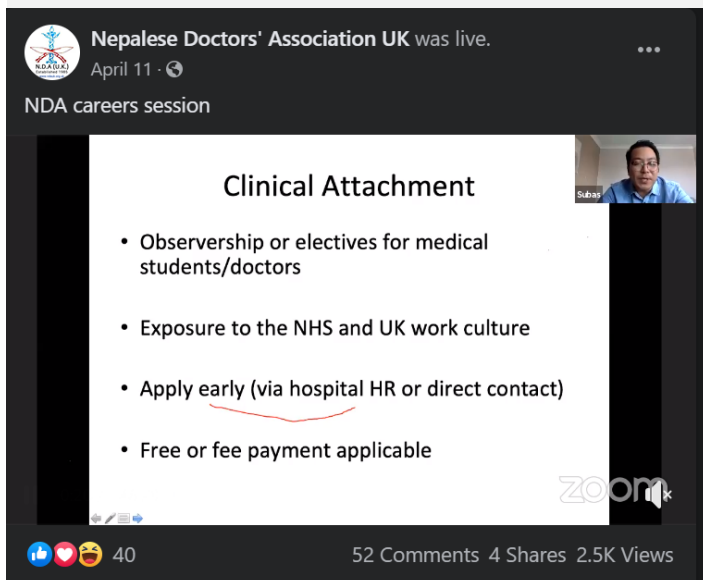 Nepalese Doctors' Association UK was live.
April 11
NDA careers session
Clinical Attachment
Subas
• Observership or electives for medical
students/doctors
• Exposure to the NHS and UK work culture
• Apply early (via hospital HR or direct contact)
• Free or fee payment applicable
zoom
40
52 Comments 4 Shares 2.5K Views
N.D.A (U.K.)